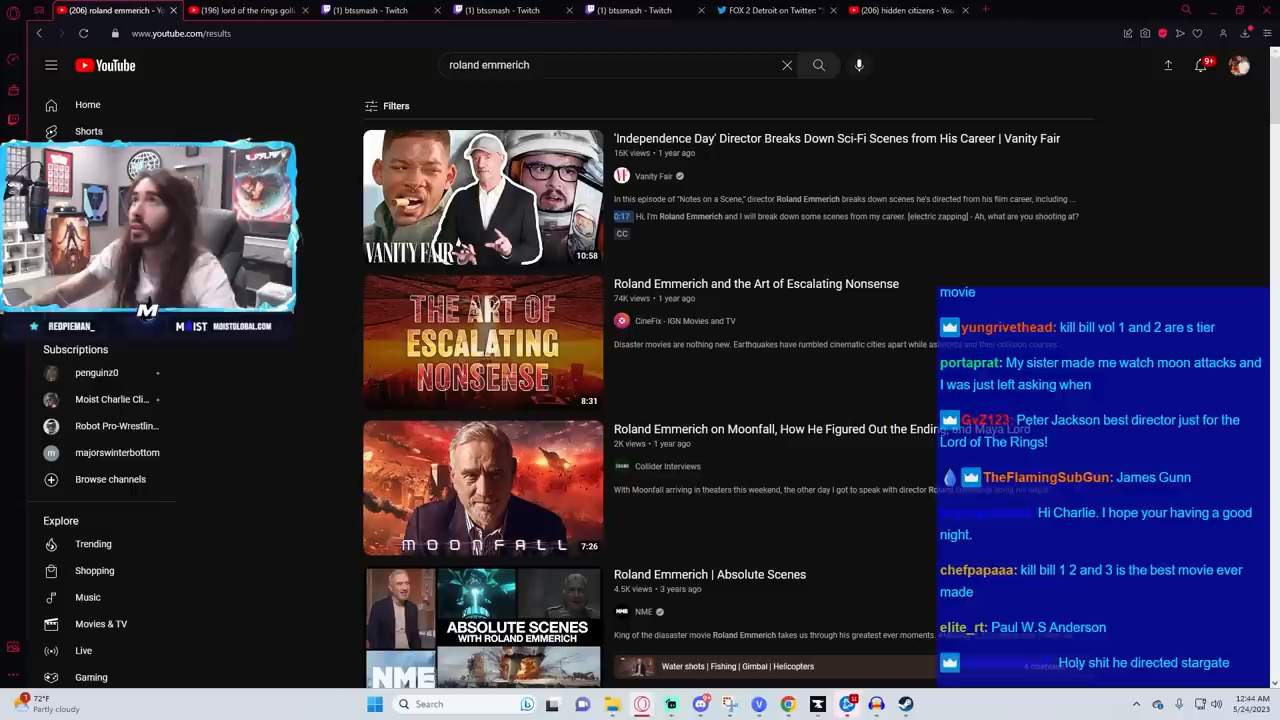 (206) roland emmerich -
(196) lord of the rings goll
(1) btssmash - Twitch
(1) btssmash - Twitch
(1) btssmash - Twitch
FOX 2 Detroit on Twitter: "S
(206) hidden citizens - You
www.youtube.com/results
YouTube
roland emmerich
9+
Home
Shorts
REDPIEMAN_
MOIST MOISTGLOBAL.COM
Subscriptions
penguinz0
Moist Charlie Cli...
Robot Pro-Wrestlin...
majorswinterbottom
Browse channels
Explore
Trending
Shopping
Music
Movies & TV
Live
Gaming
Filters
VANITY FAIR
10:58
'Independence Day' Director Breaks Down Sci-Fi Scenes from His Career | Vanity Fair
16K views • 1 year ago
Vanity Fair
In this episode of "Notes on a Scene," director Roland Emmerich breaks down scenes he's directed from his film career, including ...
0:17 Hi, I'm Roland Emmerich and I will break down some scenes from my career. [electric zapping] - Ah, what are you shooting at?
CC
THE ART OF
ESCALATING
NONSENSE
8:31
Roland Emmerich and the Art of Escalating Nonsense
74K views • 1 year ago
CineFix - IGN Movies and TV
Disaster movies are nothing new. Earthquakes have rumbled cinematic cities apart while asteroids and their collision courses
MOONFALL
7:26
Roland Emmerich on Moonfall, How He Figured Out the Ending, and Maya Lord
2K views • 1 year ago
Collider Interviews
With Moonfall arriving in theaters this weekend, the other day I got to speak with director Roland Emmerich
ABSOLUTE SCENES
WITH ROLAND EMMERICH
NME
Roland Emmerich | Absolute Scenes
4.5K views • 3 years ago
NME
King of the disasster movie Roland Emmerich takes us through his greatest ever moments,
Water shots | Fishing | Gimbal | Helicopters
movie
yungrivethead: kill bill vol 1 and 2 are s tier
portaprat: My sister made me watch moon attacks and
I was just left asking when
GvZ123: Peter Jackson best director just for the
Lord of The Rings!
TheFlamingSubGun: James Gunn
Hi Charlie. I hope your having a good
night.
chefpapaaa: kill bill 1 2 and 3 is the best movie ever
made
elite_rt: Paul W.S Anderson
Holy shit he directed stargate
72°F
Partly cloudy
Search
12:44 AM
5/24/2023